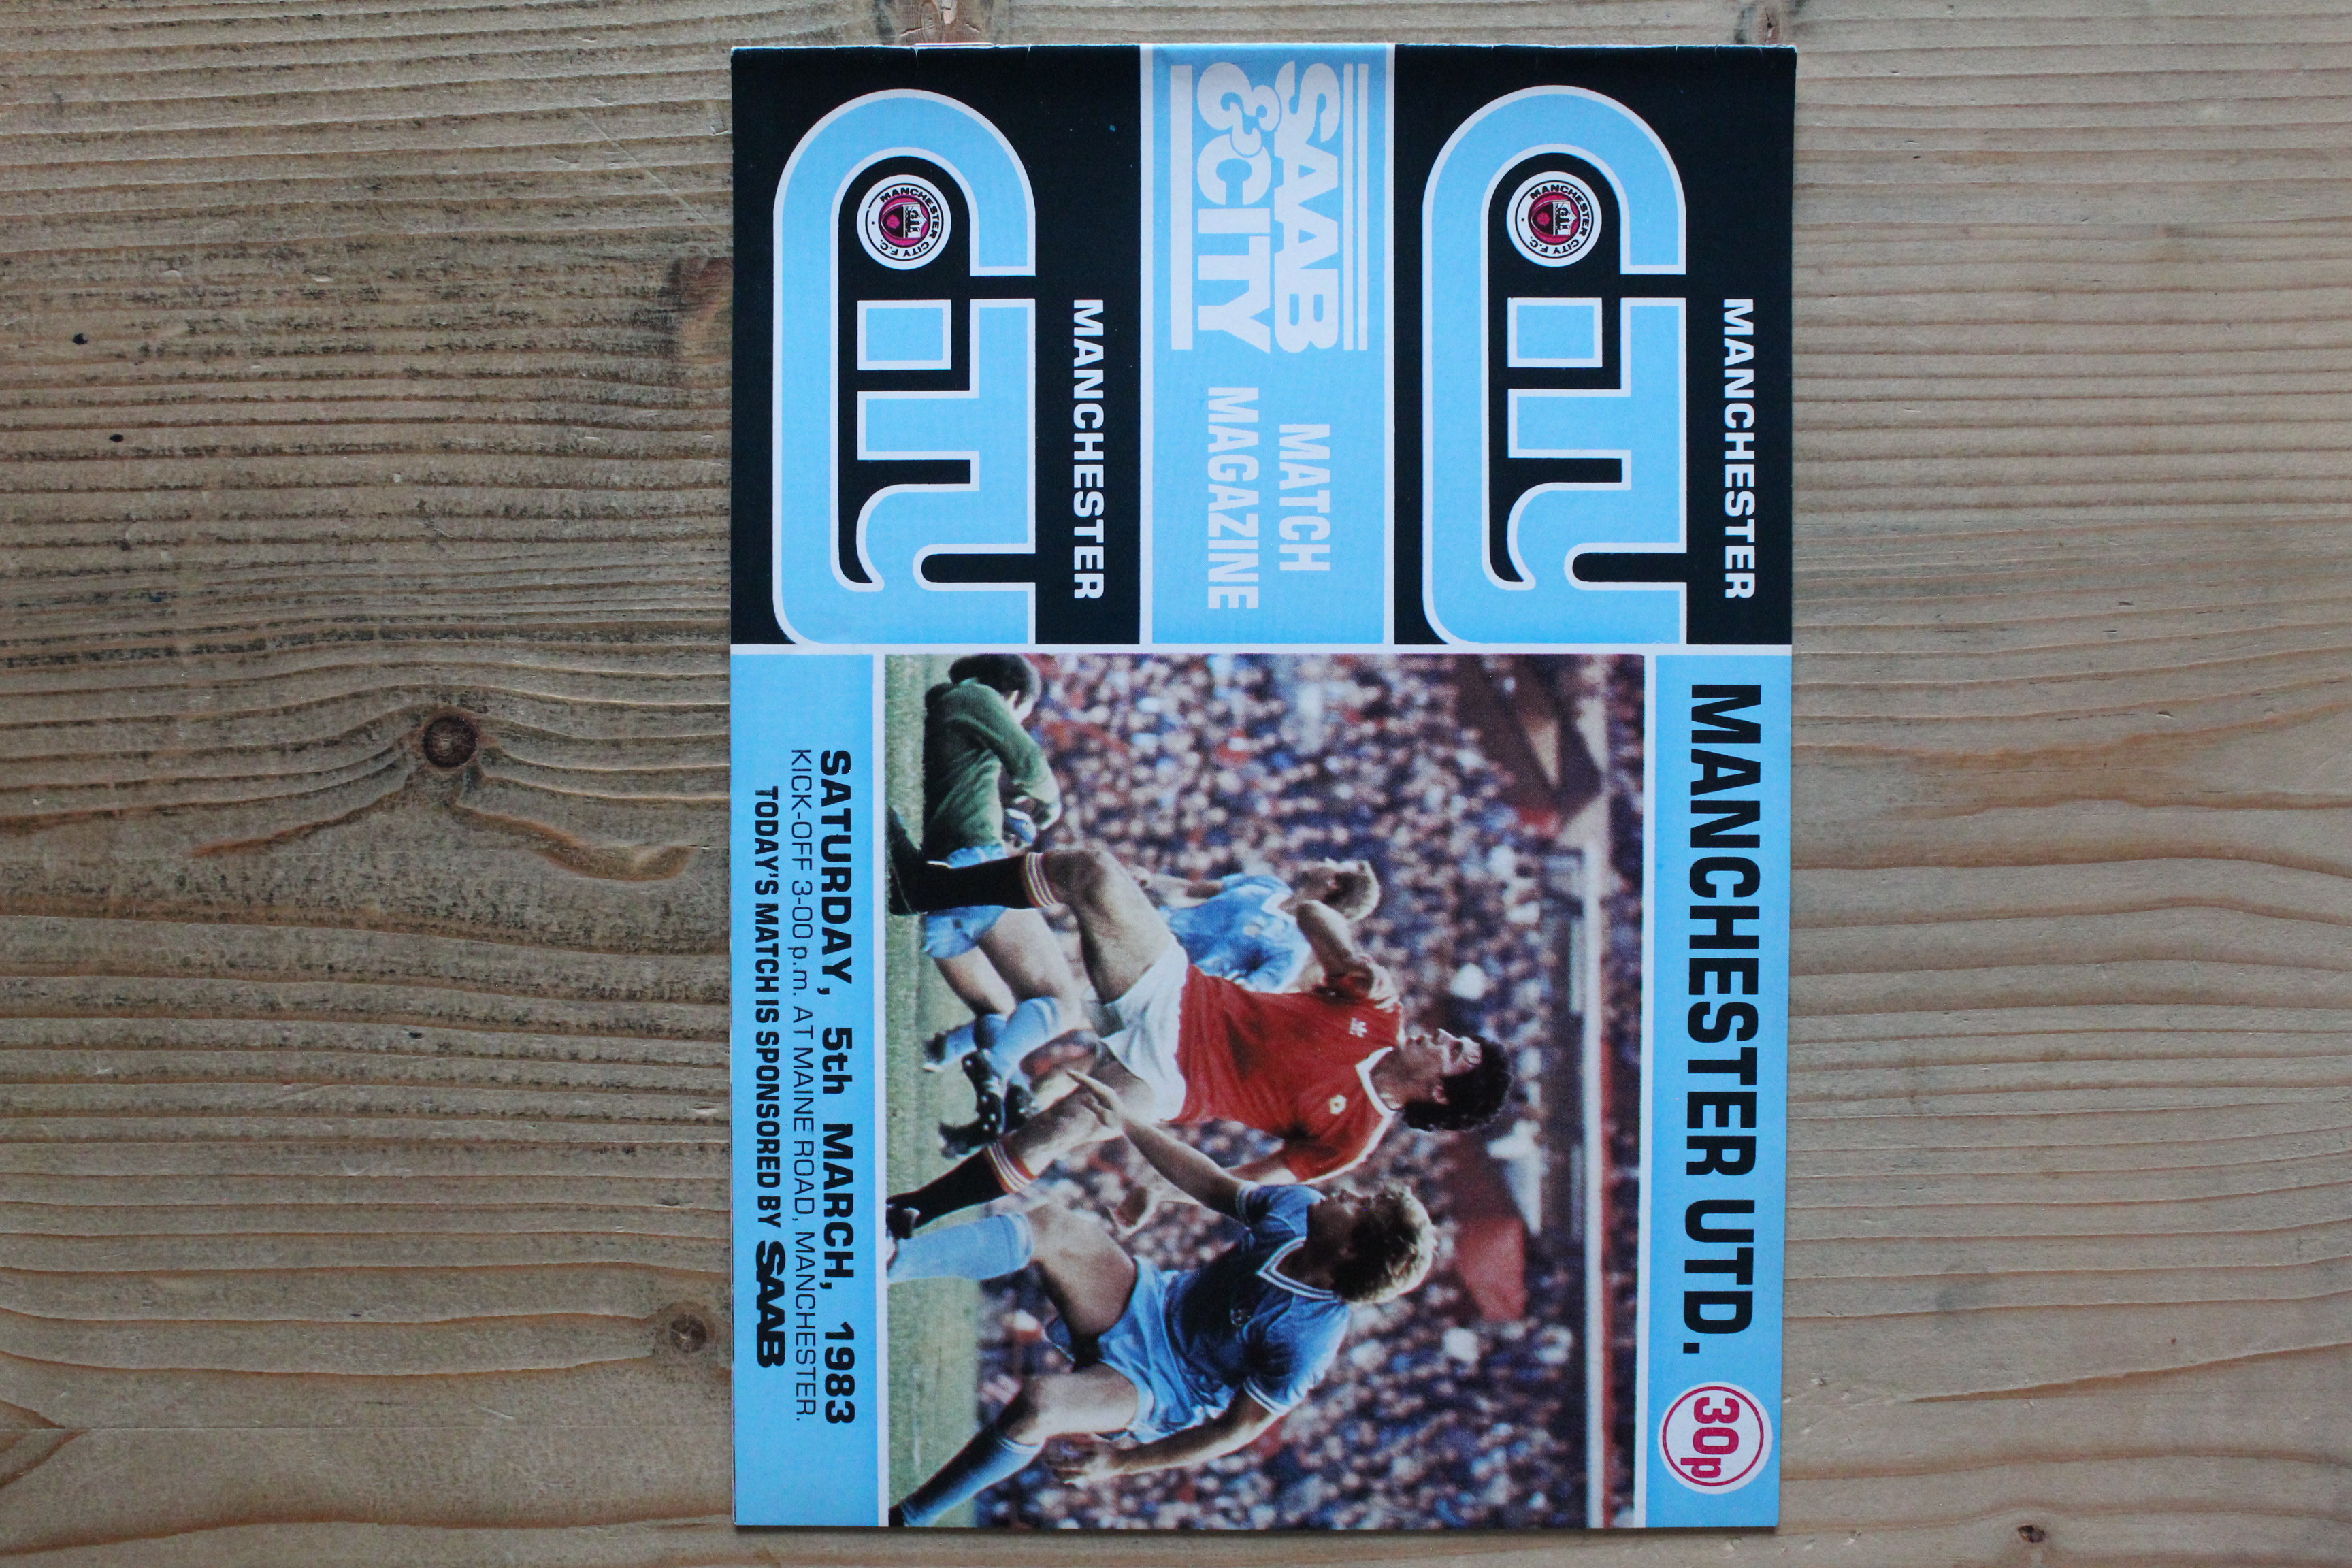 MANCHESTER
CITY
MANCHESTER CITY F.C.
SAAB
& CITY
MATCH
MAGAZINE
MANCHESTER
CITY
MANCHESTER CITY F.C.
MANCHESTER UTD.
30p
SATURDAY, 5th MARCH, 1983
KICK-OFF 3-00 p.m. AT MAINE ROAD, MANCHESTER.
TODAY'S MATCH IS SPONSORED BY SAAB